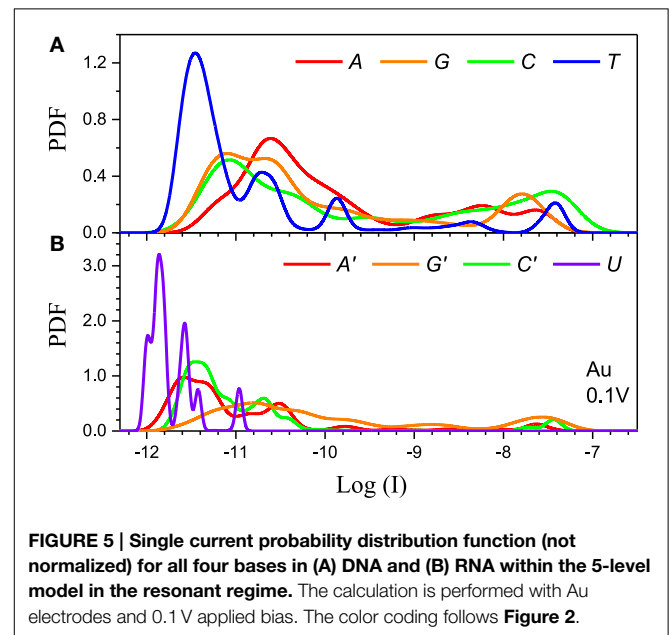 A
A G C T
1.2
0.8
0.4
0.0
PDF
B
A' G' C' U
3.0
2.0
1.0
0.0
PDF
Au
0.1V
-12 -11 -10 -9 -8 -7
Log (I)
FIGURE 5 | Single current probability distribution function (not
normalized) for all four bases in (A) DNA and (B) RNA within the 5-level
model in the resonant regime. The calculation is performed with Au
electrodes and 0.1 V applied bias. The color coding follows Figure 2.